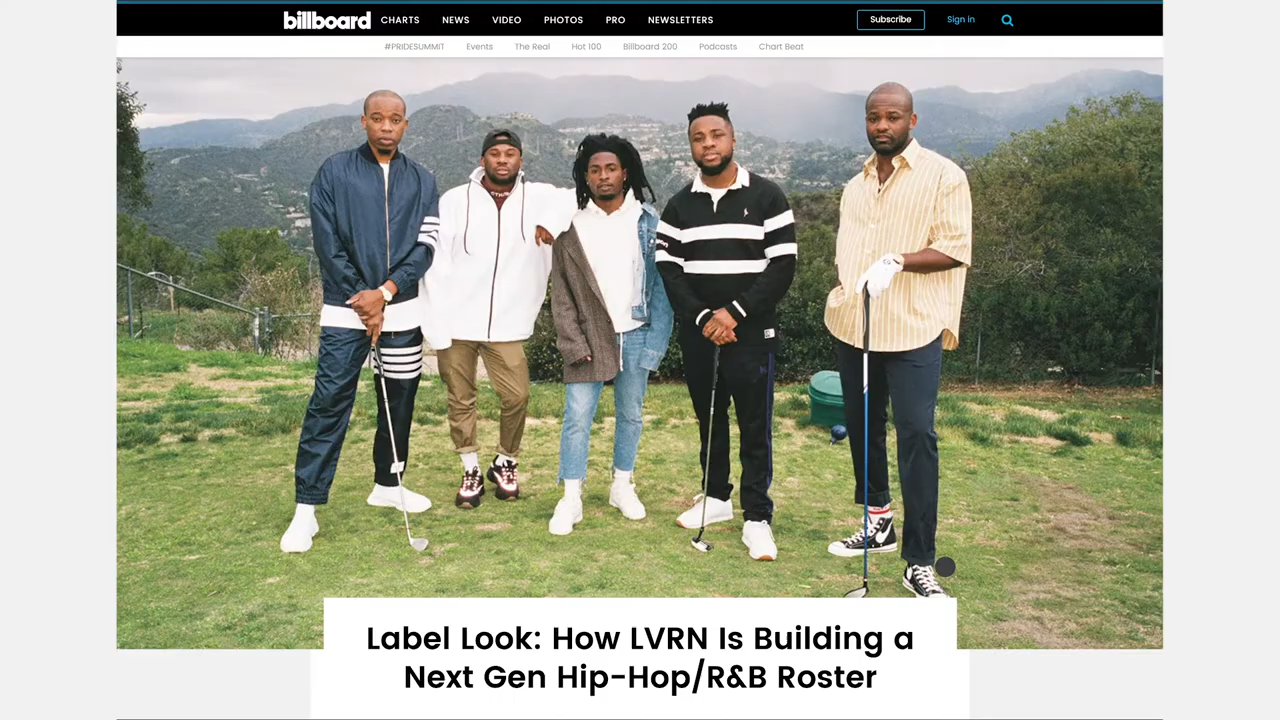 billboard CHARTS NEWS VIDEO PHOTOS PRO NEWSLETTERS Subscribe Sign in
#PRIDESUMMIT Events The Real Hot 100 Billboard 200 Podcasts Chart Beat
Label Look: How LVRN Is Building a
Next Gen Hip-Hop/R&B Roster